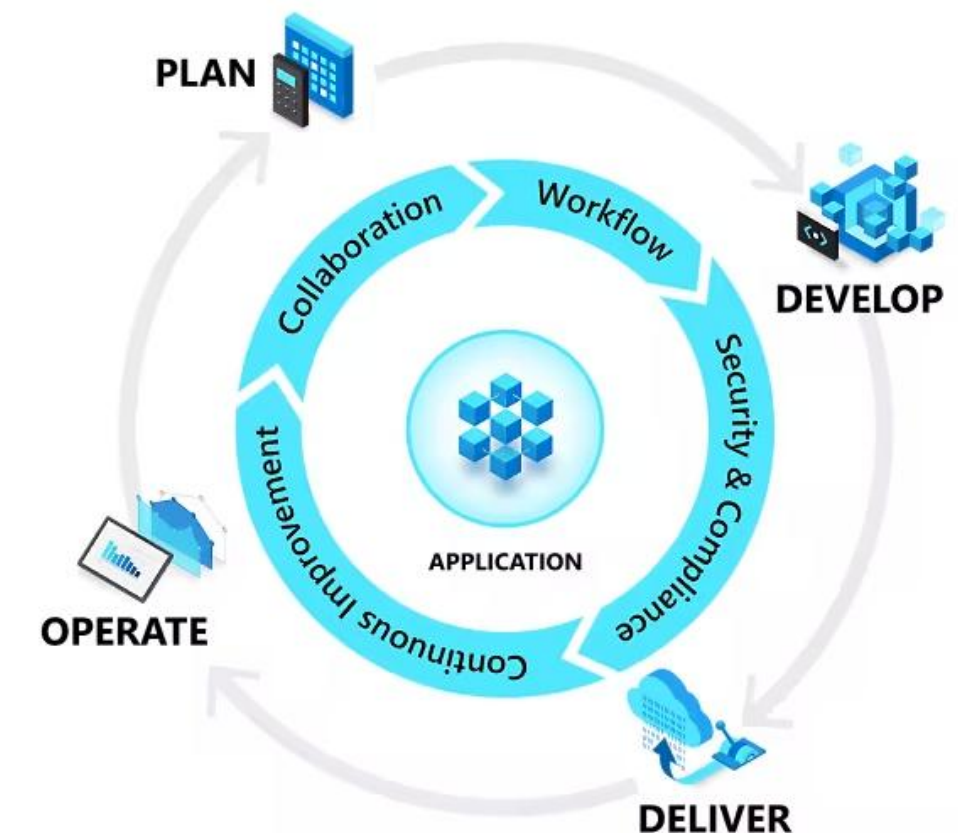 PLAN
Collaboration
Workflow
DEVELOP
Security & Compliance
APPLICATION
Continuous Improvement
OPERATE
DELIVER